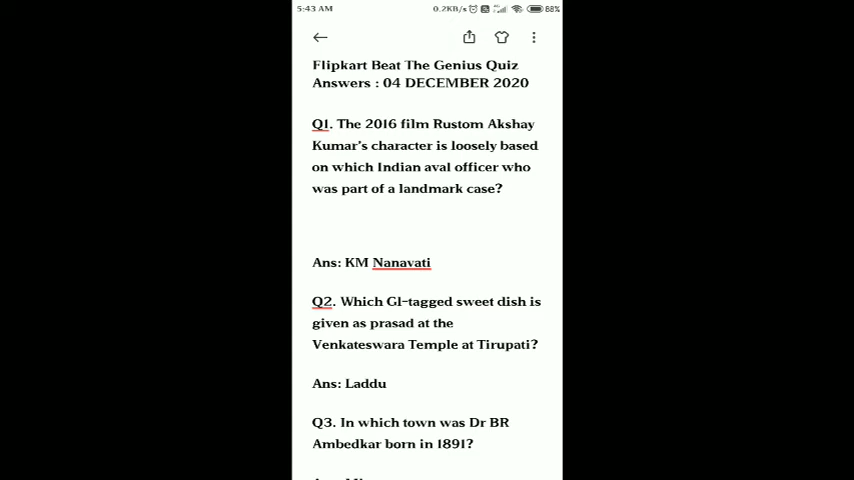 5:43 AM 0.2KB/s 88%
Flipkart Beat The Genius Quiz
Answers : 04 DECEMBER 2020
Q1. The 2016 film Rustom Akshay
Kumar's character is loosely based
on which Indian aval officer who
was part of a landmark case?
Ans: KM Nanavati
Q2. Which GI-tagged sweet dish is
given as prasad at the
Venkateswara Temple at Tirupati?
Ans: Laddu
Q3. In which town was Dr BR
Ambedkar born in 1891?